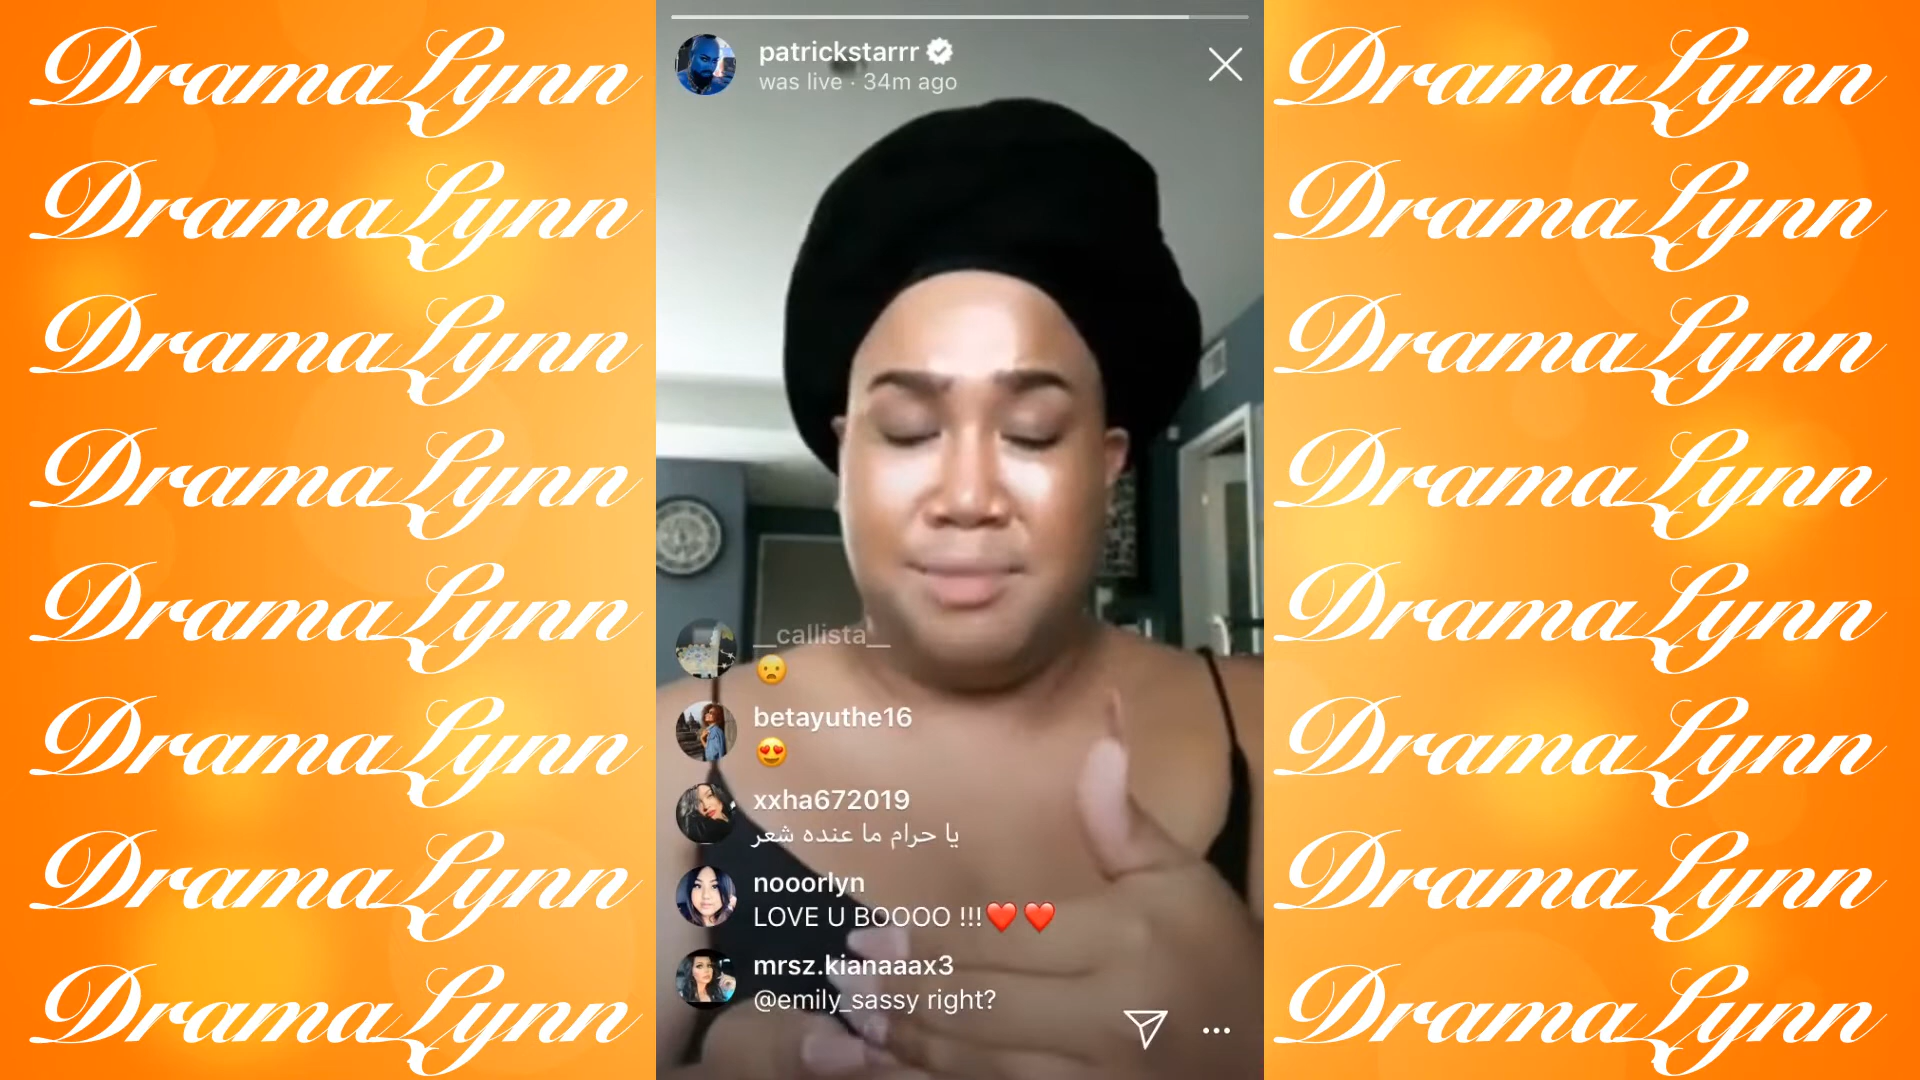 DramaLynn
DramaLynn
DramaLynn
DramaLynn
DramaLynn
DramaLynn
DramaLynn
DramaLynn
patrickstarrr
was live · 34m ago
__callista__
😦
betayuthe16
😍
xxha672019
يا حرام ما عنده شعر
nooorlyn
LOVE U BOOOO !!!❤️❤️
mrsz.kianaaax3
@emily_sassy right?
DramaLynn
DramaLynn
DramaLynn
DramaLynn
DramaLynn
DramaLynn
DramaLynn
DramaLynn